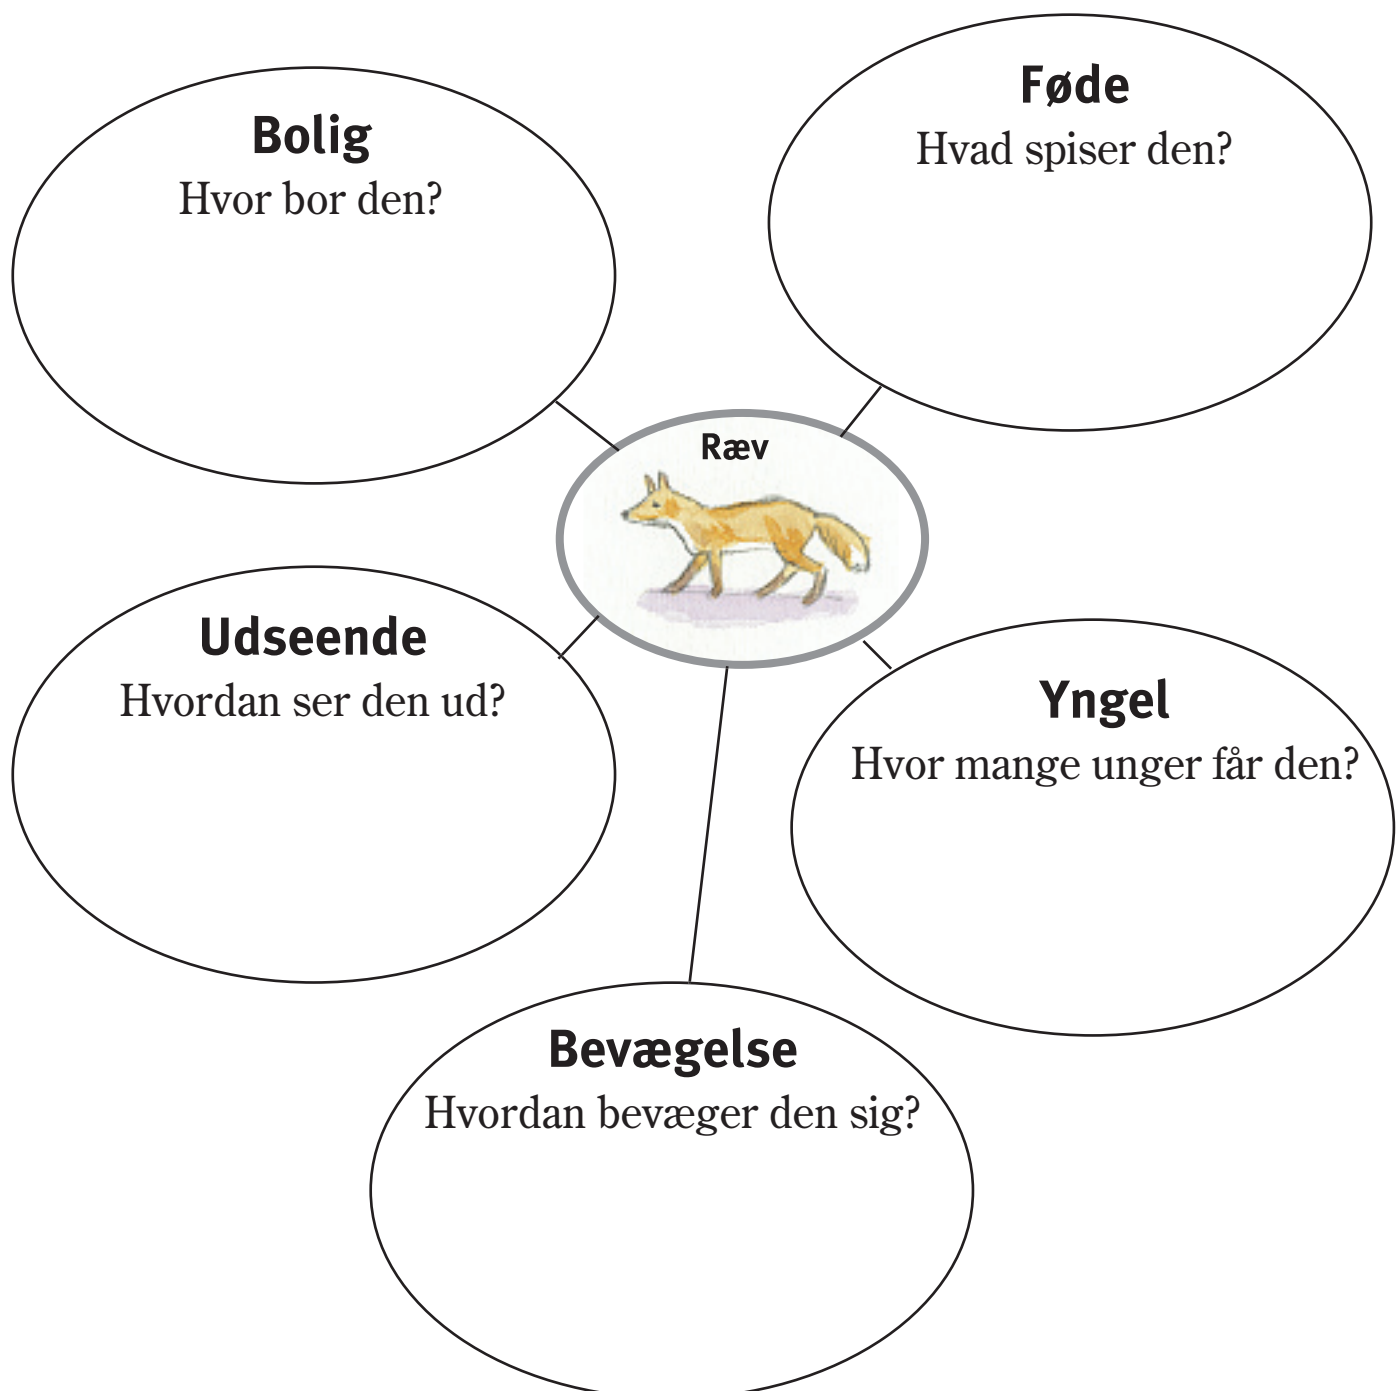 Bolig
Hvor bor den?
Føde
Hvad spiser den?
Ræv
Udseende
Hvordan ser den ud?
Yngel
Hvor mange unger får den?
Bevægelse
Hvordan bevæger den sig?